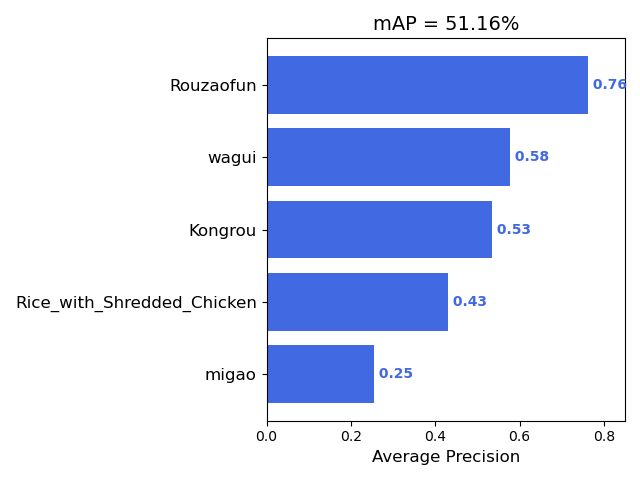 mAP = 51.16%
Rouzaofun
0.76
wagui
0.58
Kongrou
0.53
Rice_with_Shredded_Chicken
0.43
migao
0.25
0.0 0.2 0.4 0.6 0.8
Average Precision